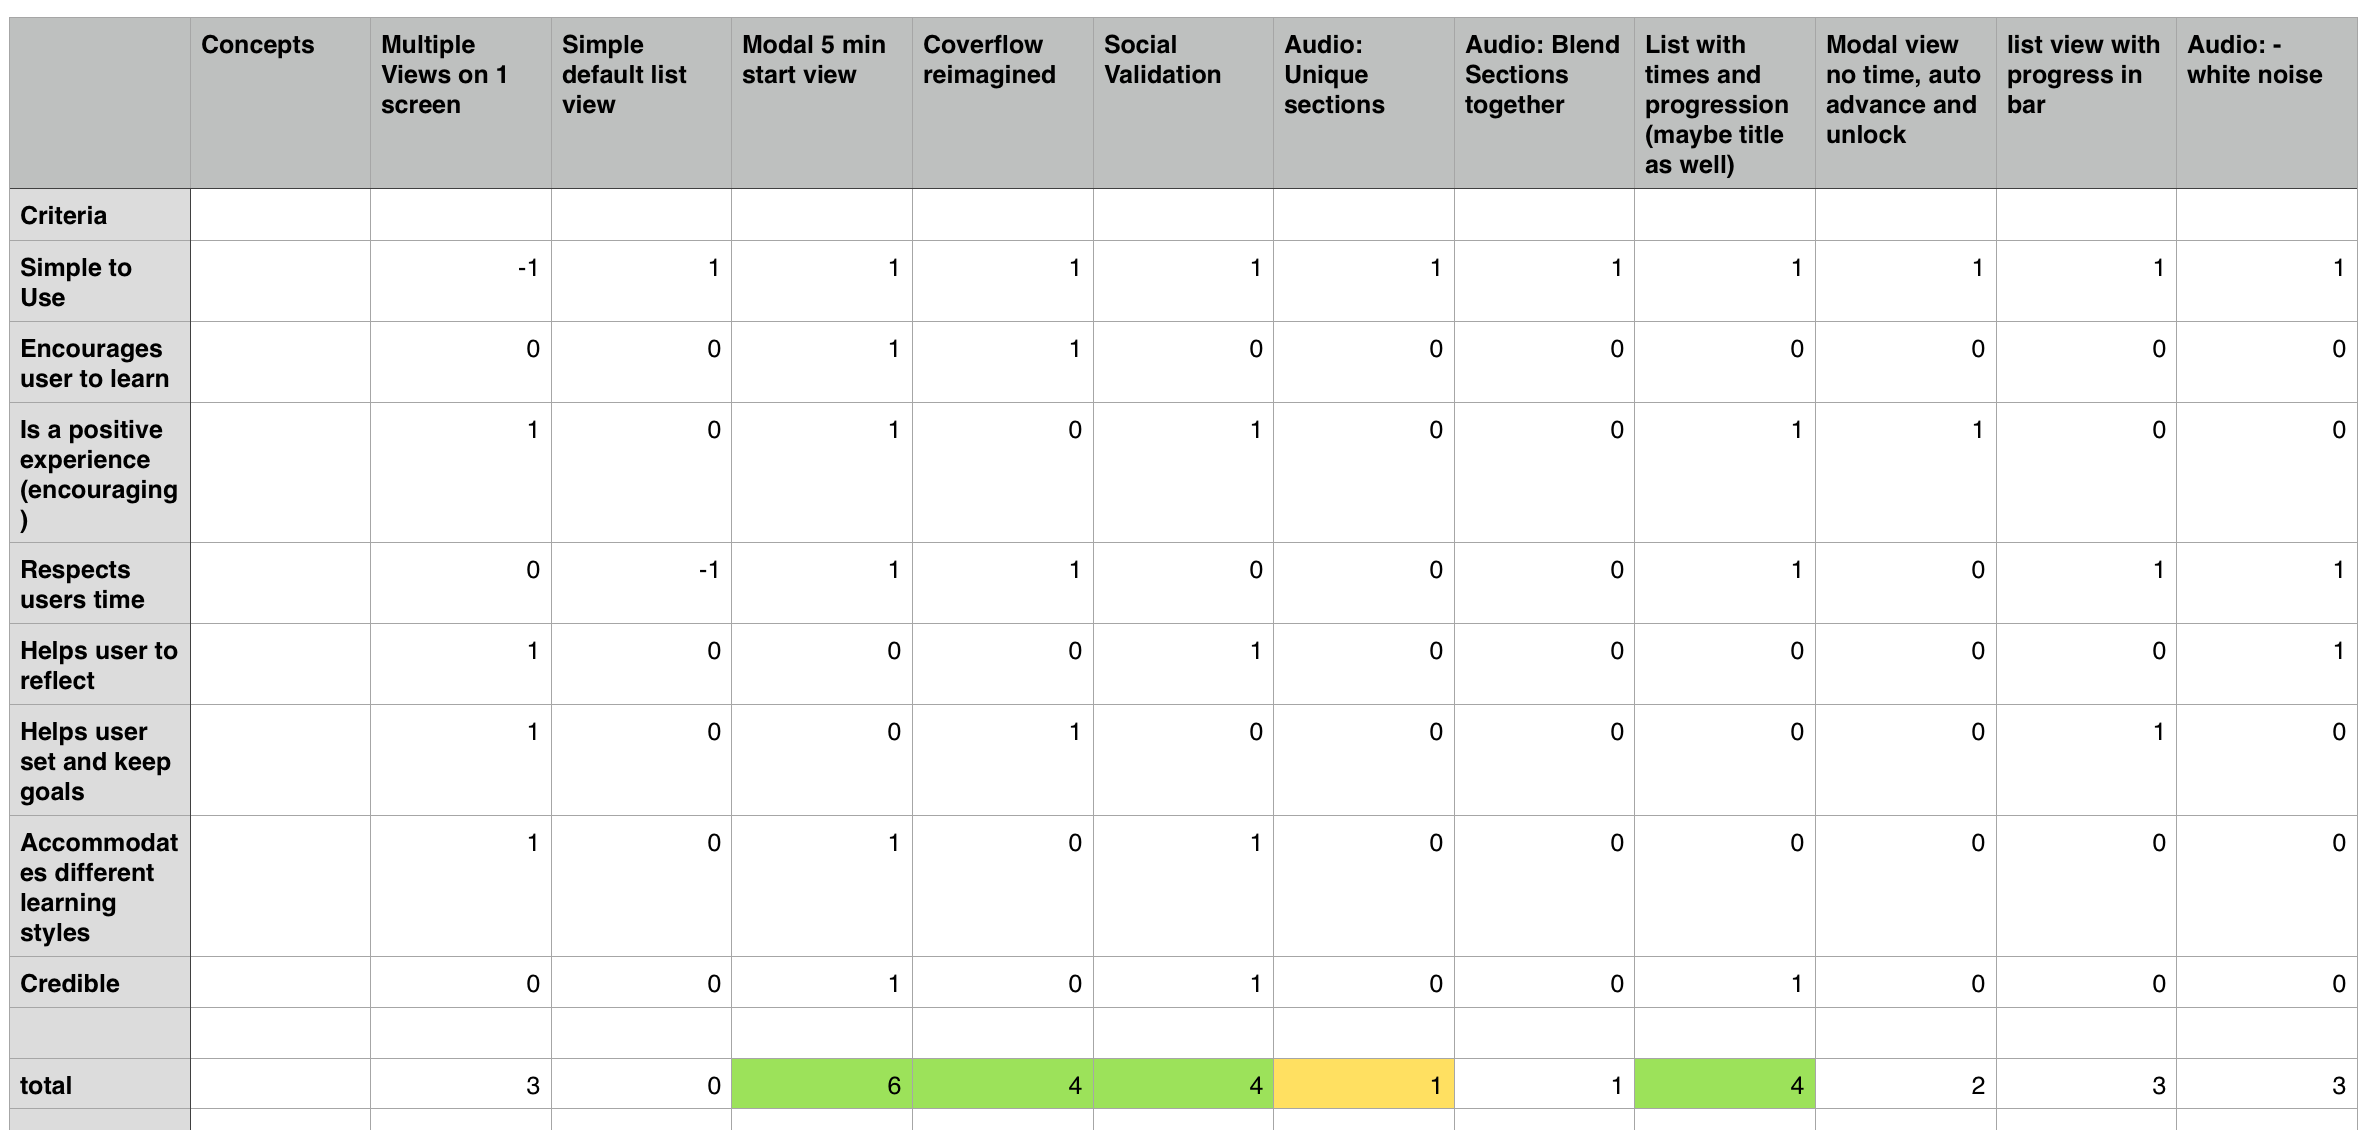 Concepts
Multiple Views on 1 screen
Simple default list view
Modal 5 min start view
Coverflow reimagined
Social Validation
Audio: Unique sections
Audio: Blend Sections together
List with times and progression (maybe title as well)
Modal view no time, auto advance and unlock
list view with progress in bar
Audio: - white noise
Criteria
Simple to Use -1 1 1 1 1 1 1 1 1 1 1
Encourages user to learn 0 0 1 1 0 0 0 0 0 0 0
Is a positive experience (encouraging) 1 0 1 0 1 0 0 1 1 0 0
Respects users time 0 -1 1 1 0 0 0 1 0 1 1
Helps user to reflect 1 0 0 0 1 0 0 0 0 0 1
Helps user set and keep goals 1 0 0 1 0 0 0 0 0 1 0
Accommodates different learning styles 1 0 1 0 1 0 0 0 0 0 0
Credible 0 0 1 0 1 0 0 1 0 0 0
total 3 0 6 4 4 1 1 4 2 3 3